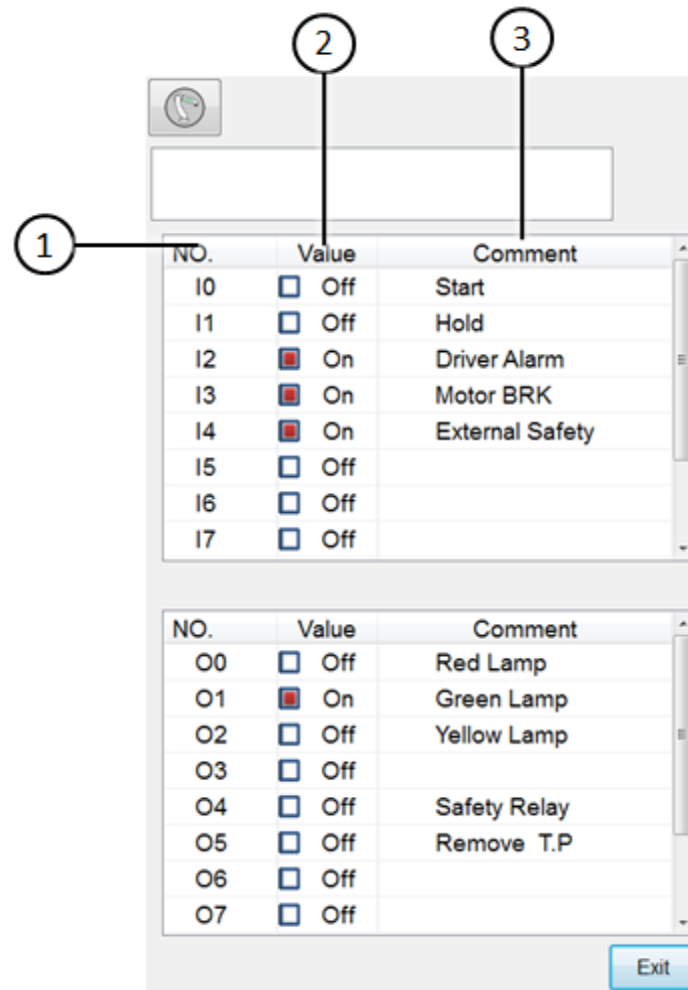 2 3
1
NO. Value Comment
I0 Off Start
I1 Off Hold
I2 On Driver Alarm
I3 On Motor BRK
I4 On External Safety
I5 Off
I6 Off
I7 Off
NO. Value Comment
O0 Off Red Lamp
O1 On Green Lamp
O2 Off Yellow Lamp
O3 Off
O4 Off Safety Relay
O5 Off Remove T.P
O6 Off
O7 Off
Exit